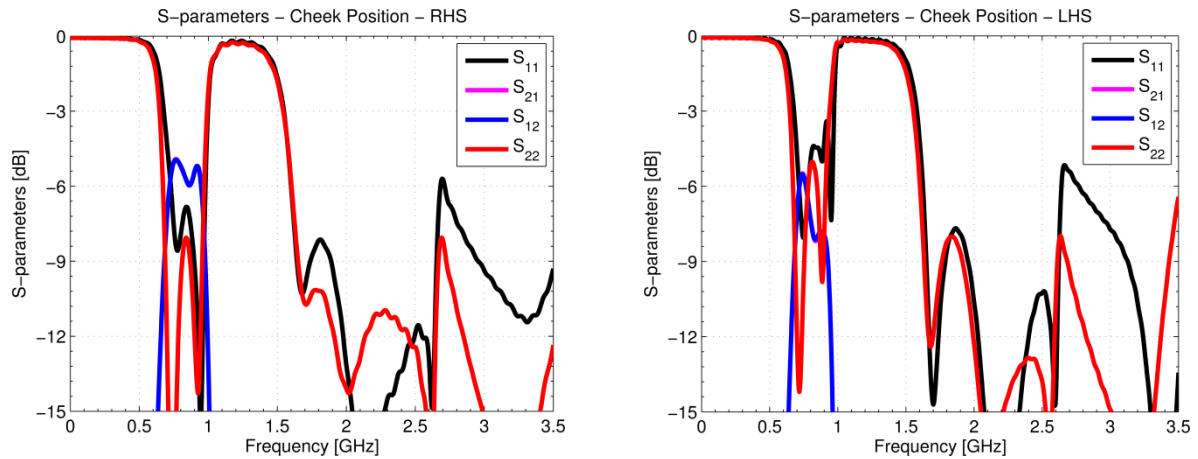 S-parameters - Cheek Position - RHS
0
-3
-6
-9
-12
-15
S-parameters [dB]
S11
S21
S12
S22
0
0.5
1
1.5
2
2.5
3
3.5
Frequency [GHz]
S-parameters - Cheek Position - LHS
0
-3
-6
-9
-12
-15
S-parameters [dB]
S11
S21
S12
S22
0
0.5
1
1.5
2
2.5
3
3.5
Frequency [GHz]